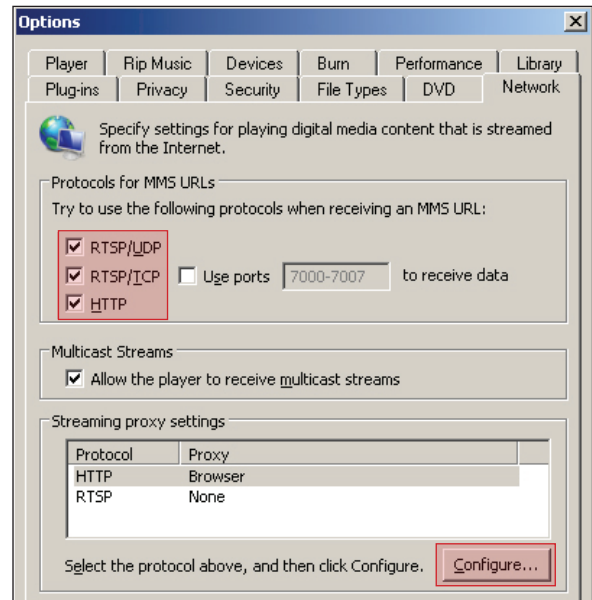 Options
Player Rip Music Devices Burn Performance Library
Plug-ins Privacy Security File Types DVD Network
Specify settings for playing digital media content that is streamed
from the Internet.
Protocols for MMS URLs
Try to use the following protocols when receiving an MMS URL:
RTSP/UDP
RTSP/TCP Use ports 7000-7007 to receive data
HTTP
Multicast Streams
Allow the player to receive multicast streams
Streaming proxy settings
Protocol Proxy
HTTP Browser
RTSP None
Select the protocol above, and then click Configure. Configure...